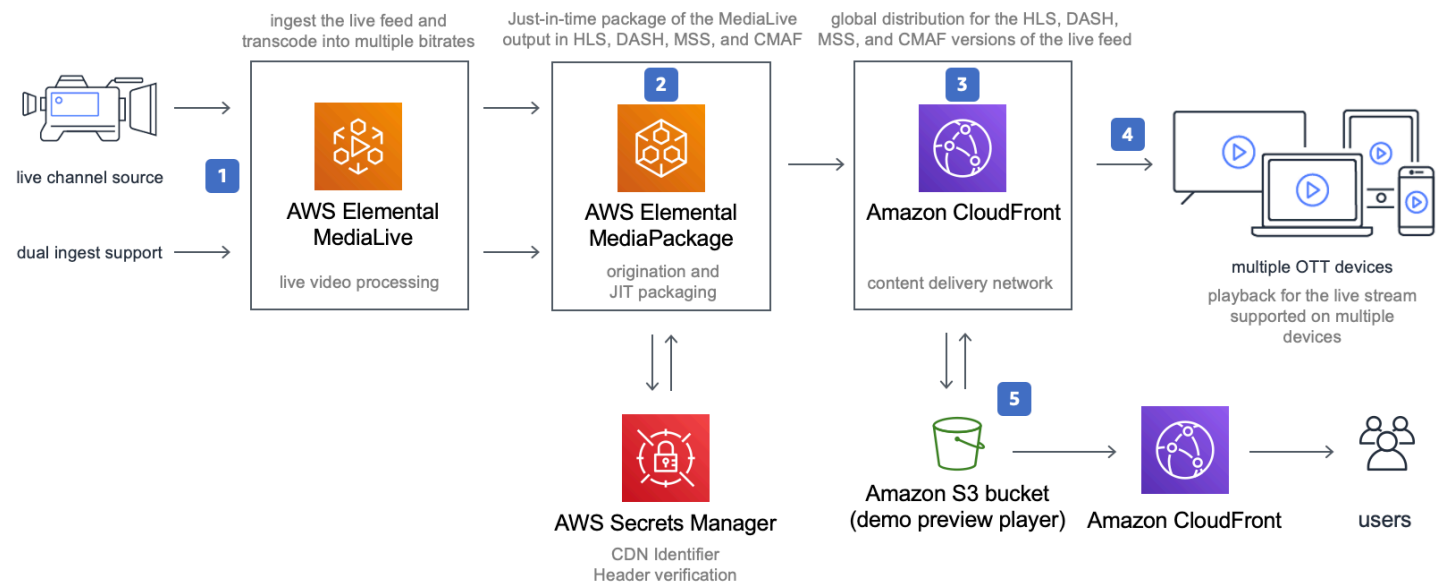 ingest the live feed and
transcode into multiple bitrates
Just-in-time package of the MediaLive
output in HLS, DASH, MSS, and CMAF
global distribution for the HLS, DASH,
MSS, and CMAF versions of the live feed
live channel source
dual ingest support
1
AWS Elemental
MediaLive
live video processing
2
AWS Elemental
MediaPackage
origination and
JIT packaging
3
Amazon CloudFront
content delivery network
4
multiple OTT devices
playback for the live stream
supported on multiple
devices
AWS Secrets Manager
CDN Identifier
Header verification
5
Amazon S3 bucket
(demo preview player)
Amazon CloudFront
users